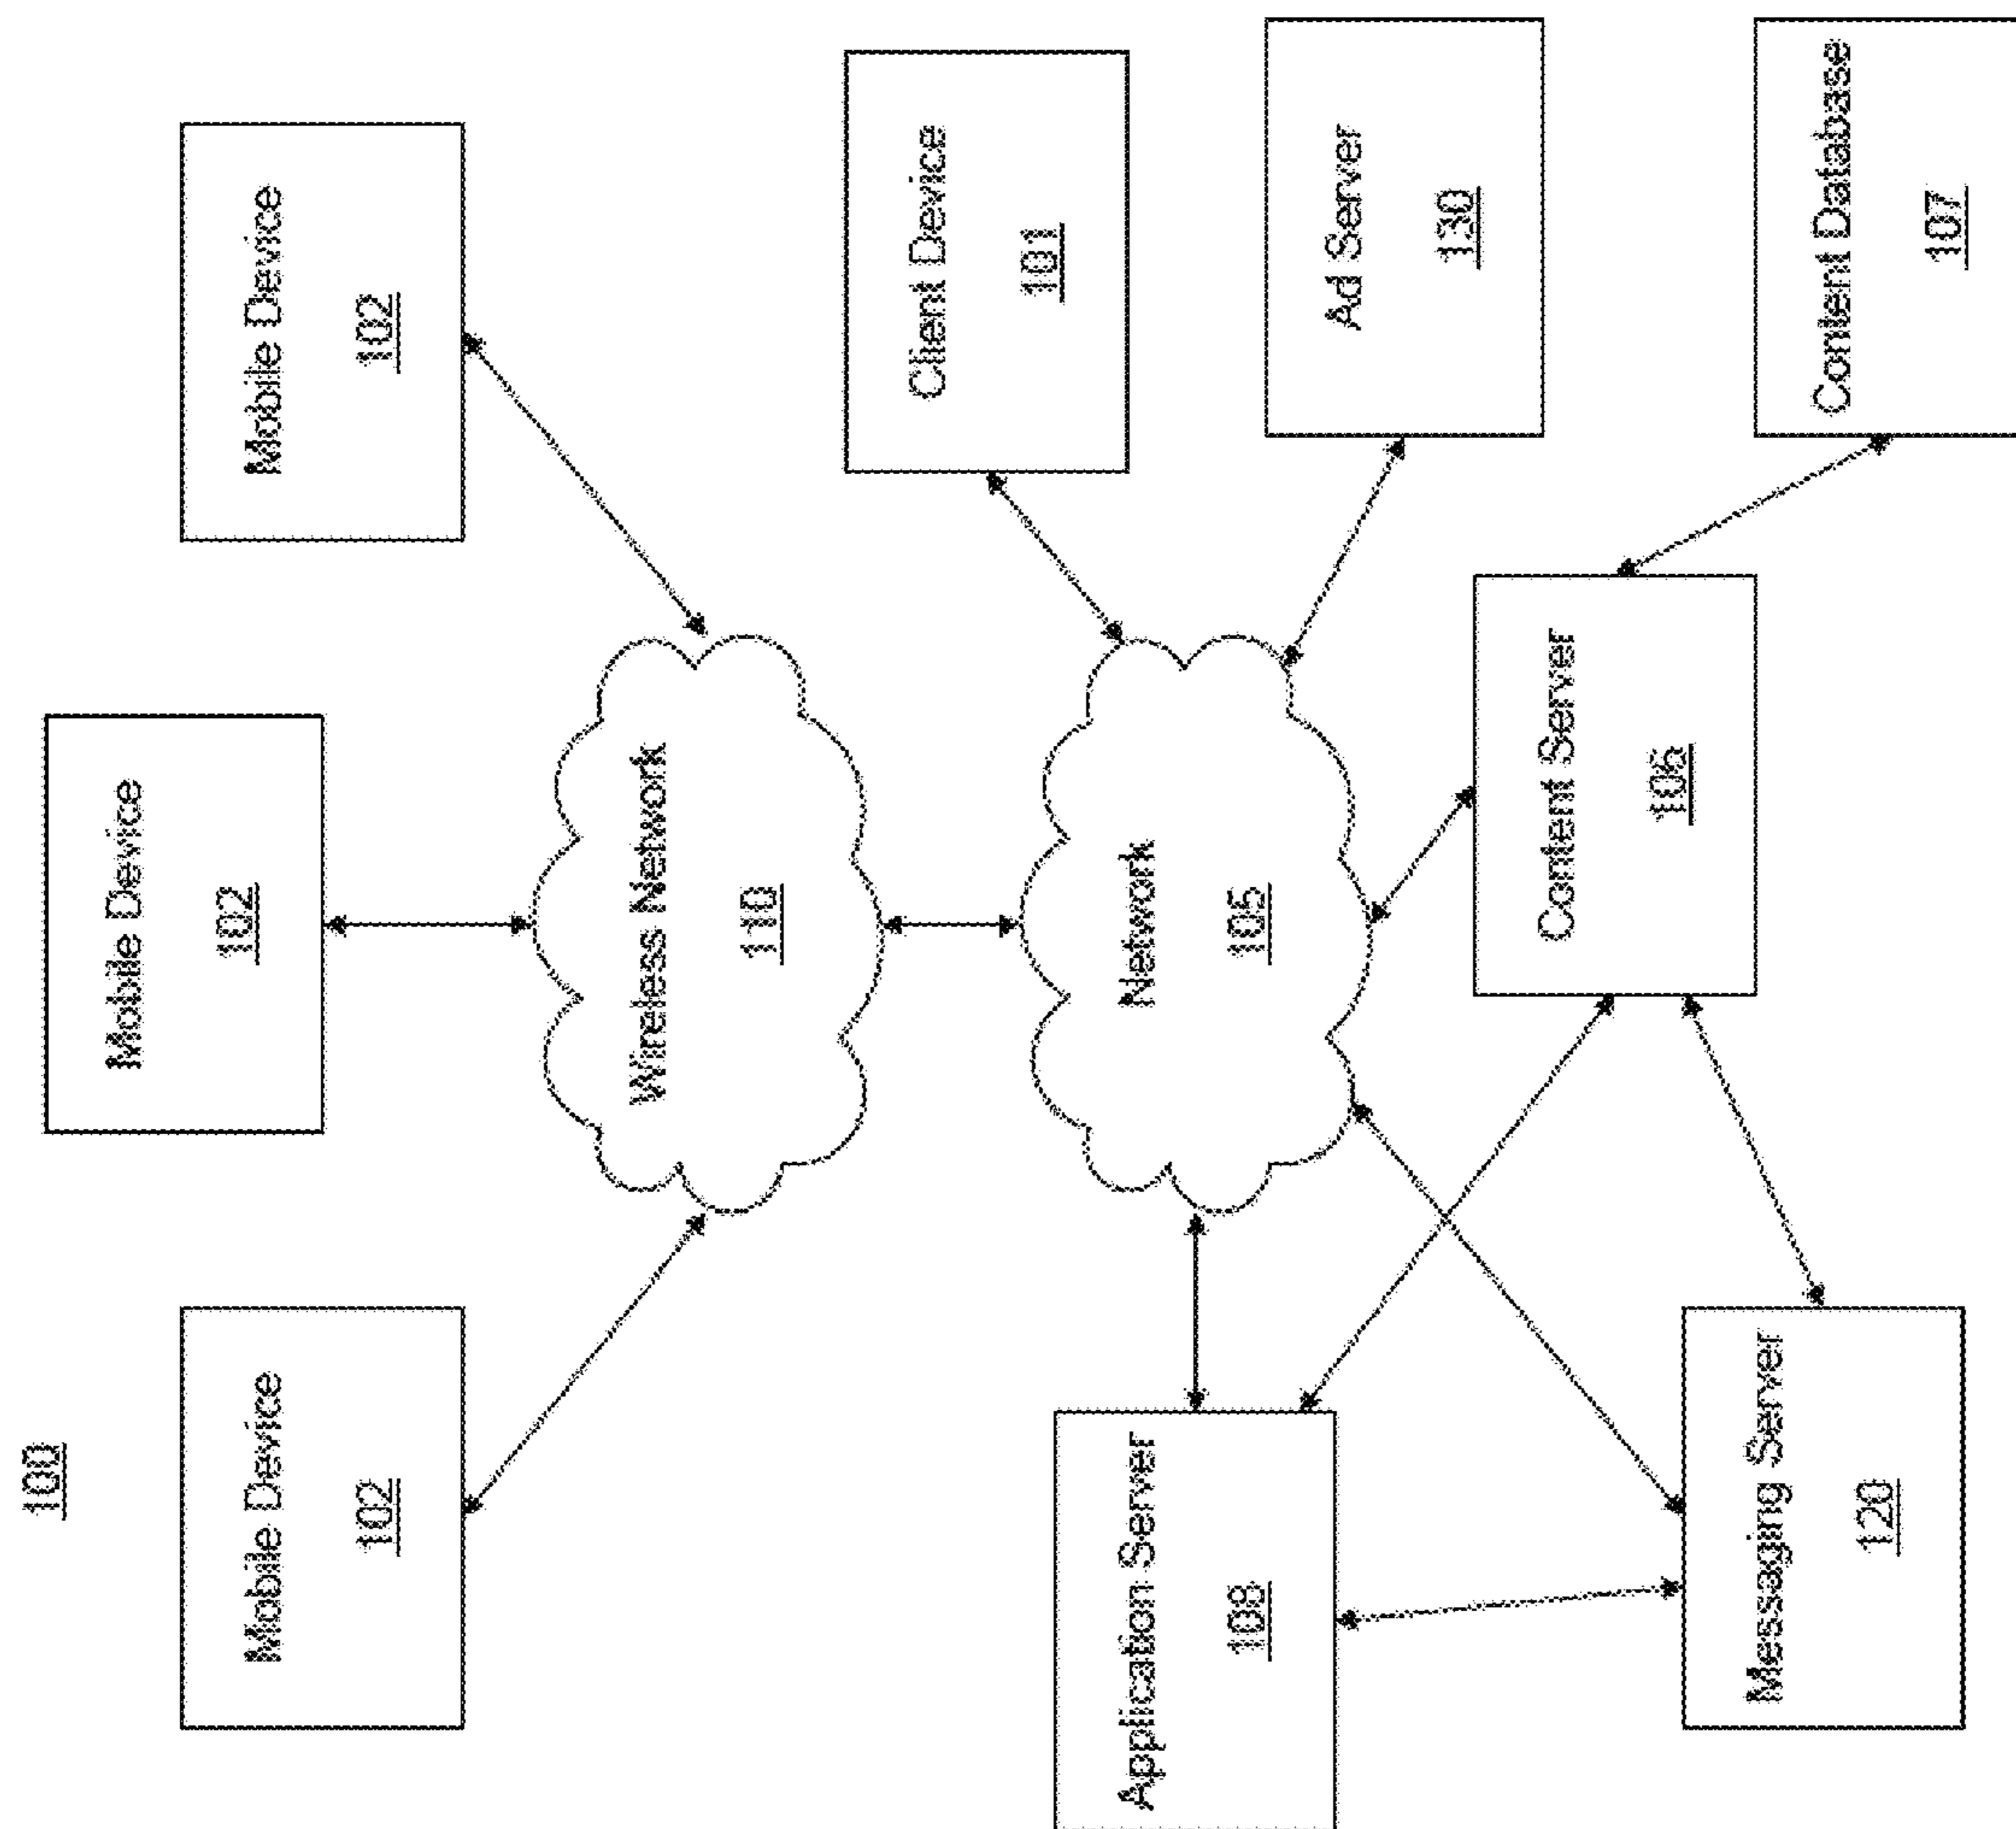 100
Mobile Device
102
Mobile Device
102
Mobile Device
102
Wireless Network
110
Client Device
101
Network
105
Ad Server
130
Application Server
108
Content Server
106
Content Database
107
Messaging Server
120